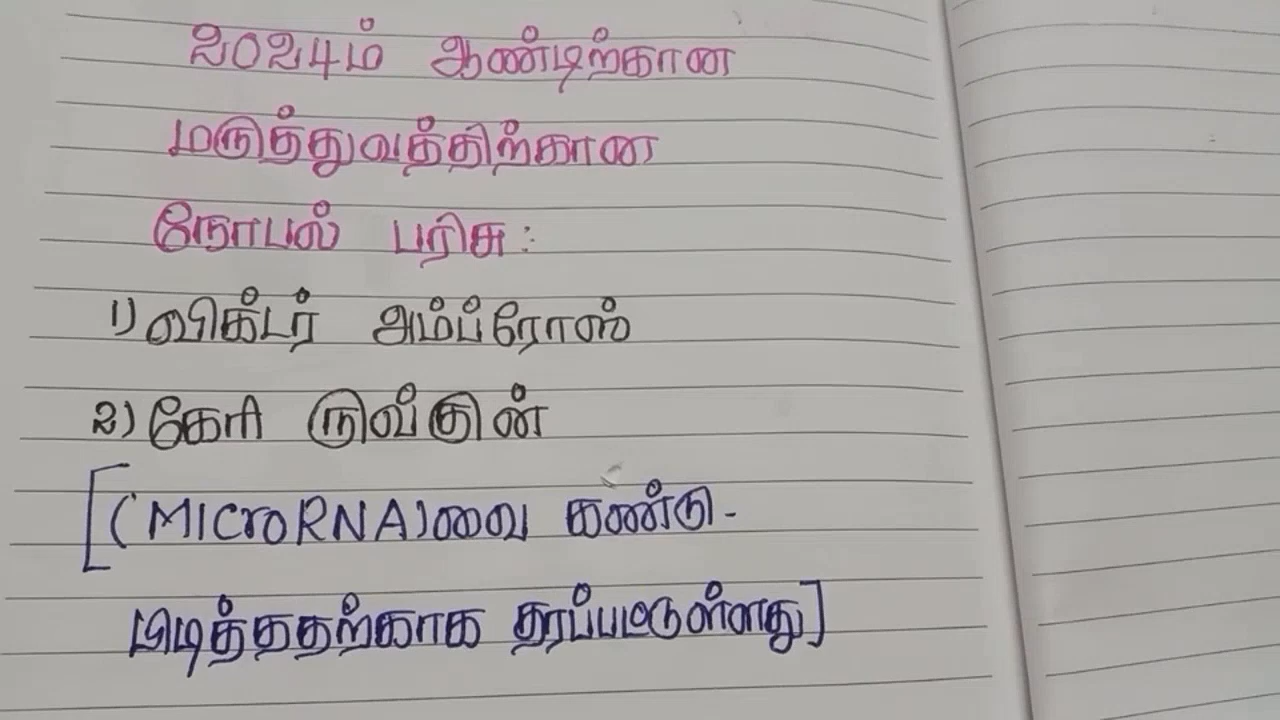 2024ம் ஆண்டிற்கான
மருத்துவத்திற்கான
நோபல் பரிசு :
1) விக்டர் அம்ப்ரோஸ்
2) கேரி ருவ்குன்
[(MICroRNA)வை கண்டு-
பிடித்ததற்காக தரப்பட்டுள்ளது]